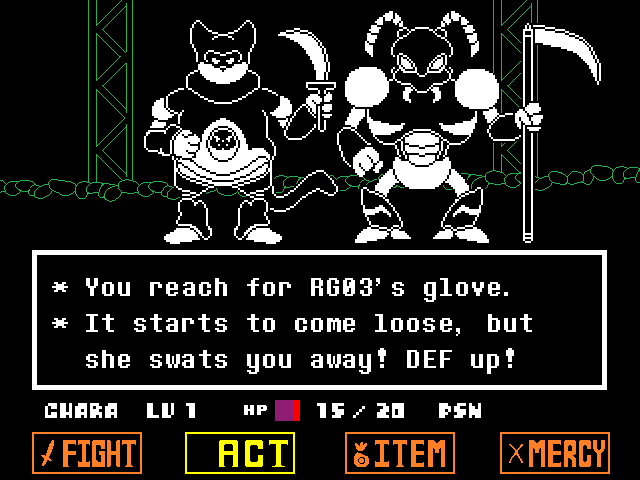 * You reach for RG03's glove.
* It starts to come loose, but
she swats you away! DEF up!
CHARA LV 1 HP 15 / 20 PSN
FIGHT ACT ITEM MERCY